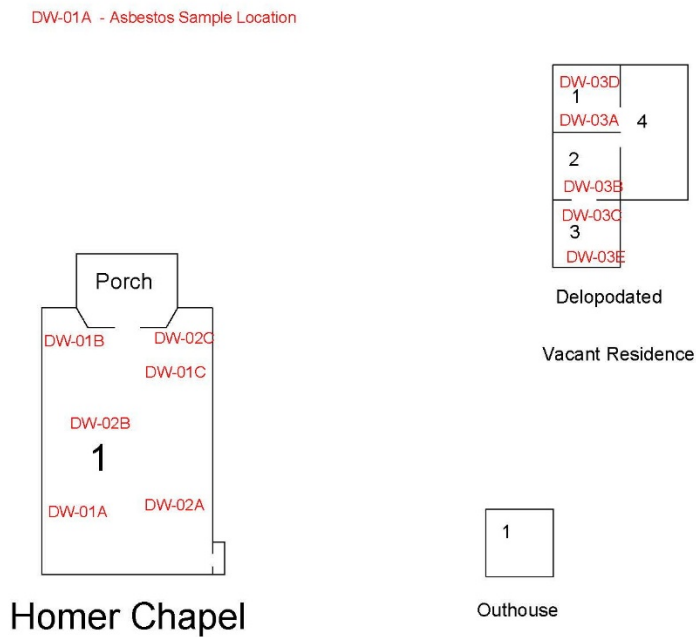 DW-01A - Asbestos Sample Location
DW-03D
1
DW-03A
4
2
DW-03B
DW-03C
3
DW-03E
Delopodated
Vacant Residence
Porch
DW-01B
DW-02C
DW-01C
DW-02B
1
DW-01A
DW-02A
Homer Chapel
1
Outhouse